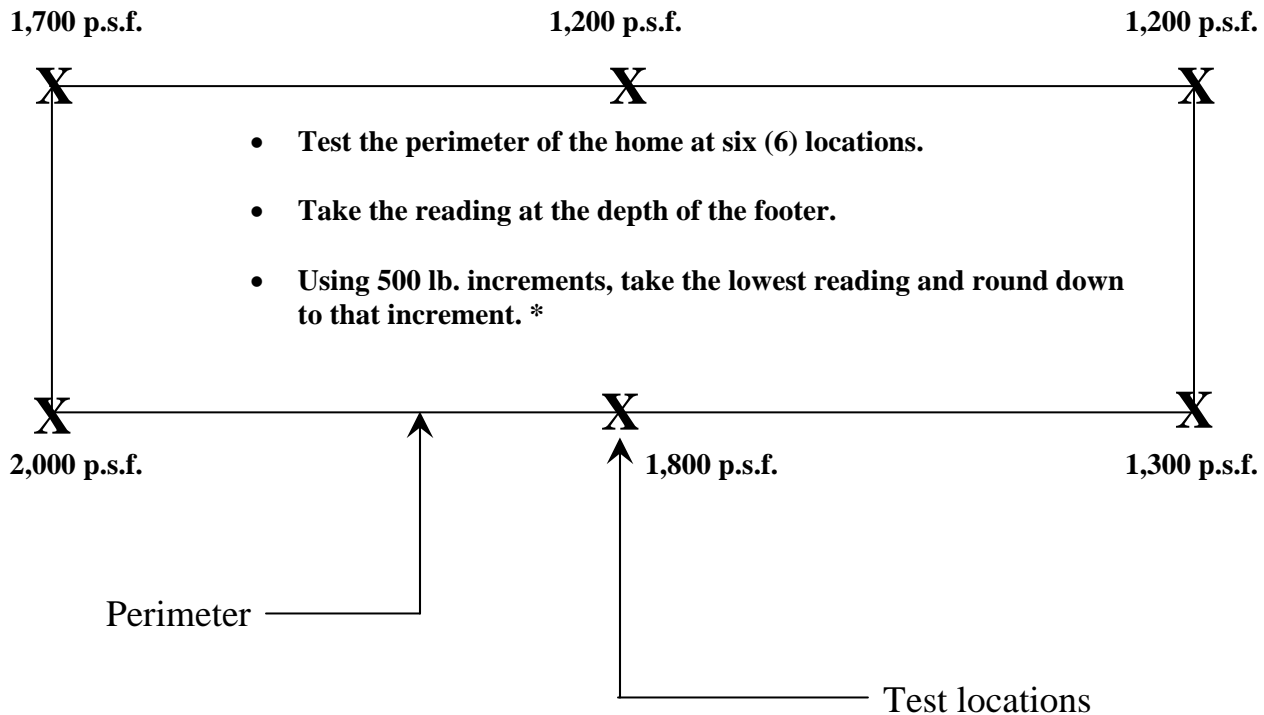 1,700 p.s.f. 1,200 p.s.f. 1,200 p.s.f.
X X X
• Test the perimeter of the home at six (6) locations.
• Take the reading at the depth of the footer.
• Using 500 lb. increments, take the lowest reading and round down
to that increment. *
X X X
2,000 p.s.f. 1,800 p.s.f. 1,300 p.s.f.
Perimeter
Test locations